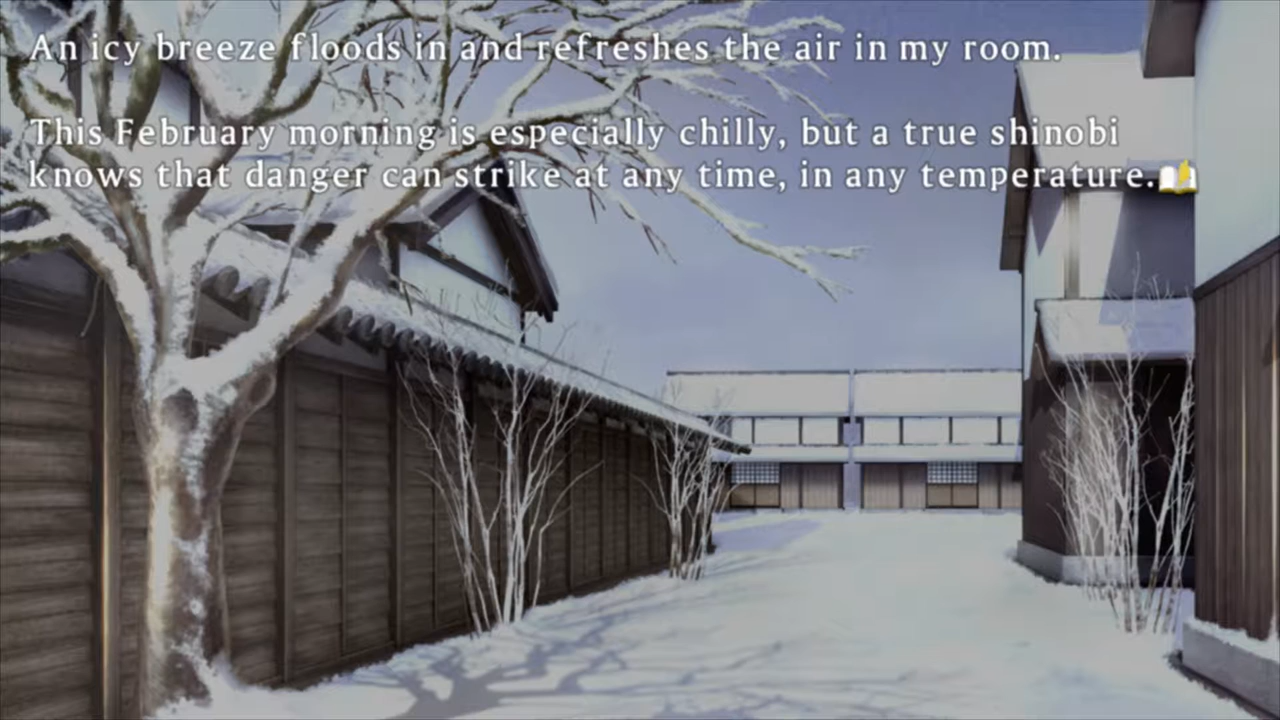 An icy breeze floods in and refreshes the air in my room.
This February morning is especially chilly, but a true shinobi
knows that danger can strike at any time, in any temperature.